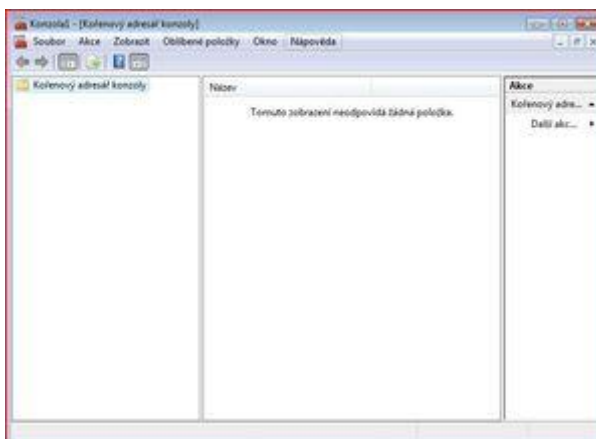 Konzola1 - [Kořenový adresář konzoly]
Soubor Akce Zobrazit Oblíbené položky Okno Nápověda
Kořenový adresář konzoly
Název
Tomuto zobrazení neodpovídá žádná položka.
Akce
Kořenový adre...
Další akc...